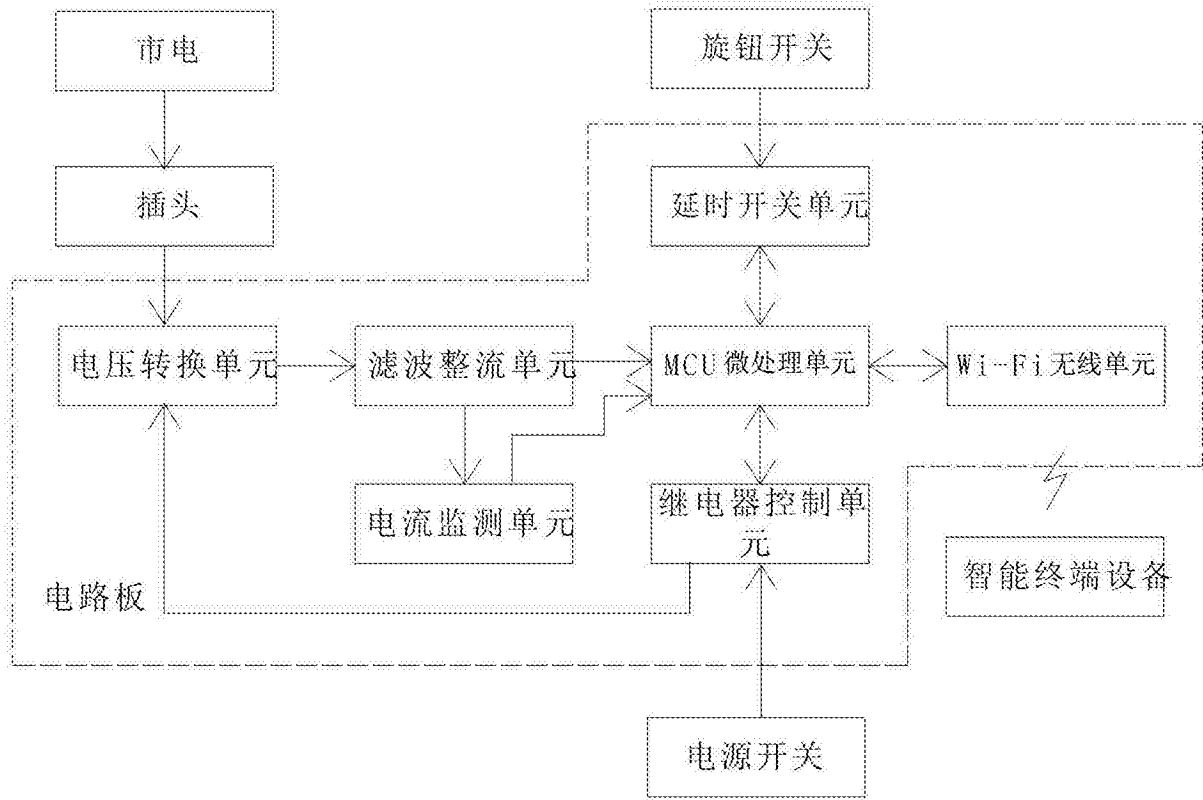 市电
旋钮开关
插头
延时开关单元
电压转换单元
滤波整流单元
MCU微处理单元
Wi-Fi无线单元
电流监测单元
继电器控制单
元
智能终端设备
电路板
电源开关